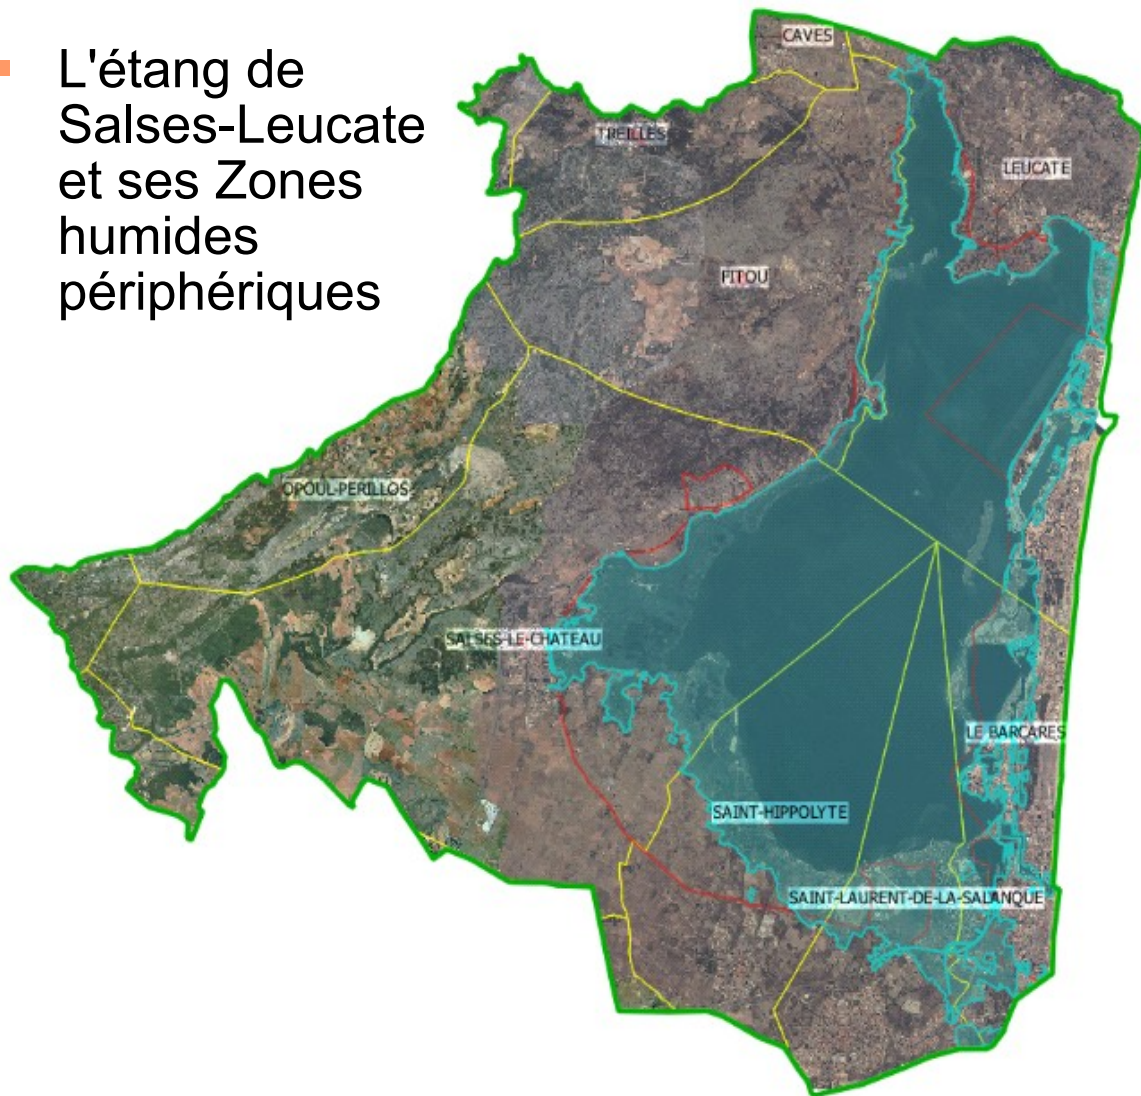 L'étang de
Salses-Leucate
et ses Zones
humides
périphériques
CAVES
TREILLES
LEUCATE
FITOU
OPOUL-PERILLOS
SALSES-LE-CHATEAU
LE BARCARES
SAINT-HIPPOLYTE
SAINT-LAURENT-DE-LA-SALANQUE